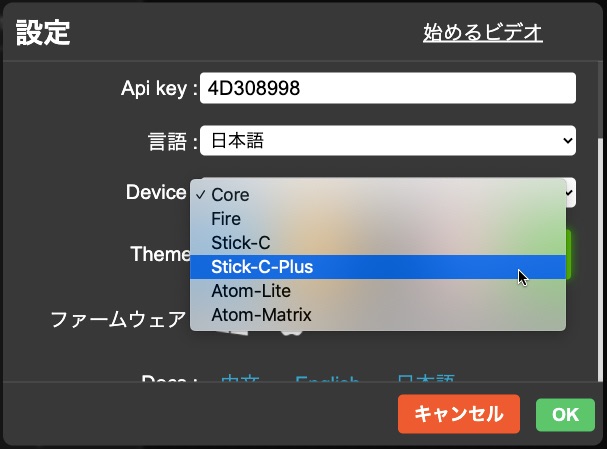 設定 始めるビデオ
Api key : 4D308998
言語 : 日本語
Device
✓ Core
Fire
Stick-C
Theme
Stick-C-Plus
Atom-Lite
ファームウェア
Atom-Matrix
Docs : 中文 English 日本語
キャンセル OK